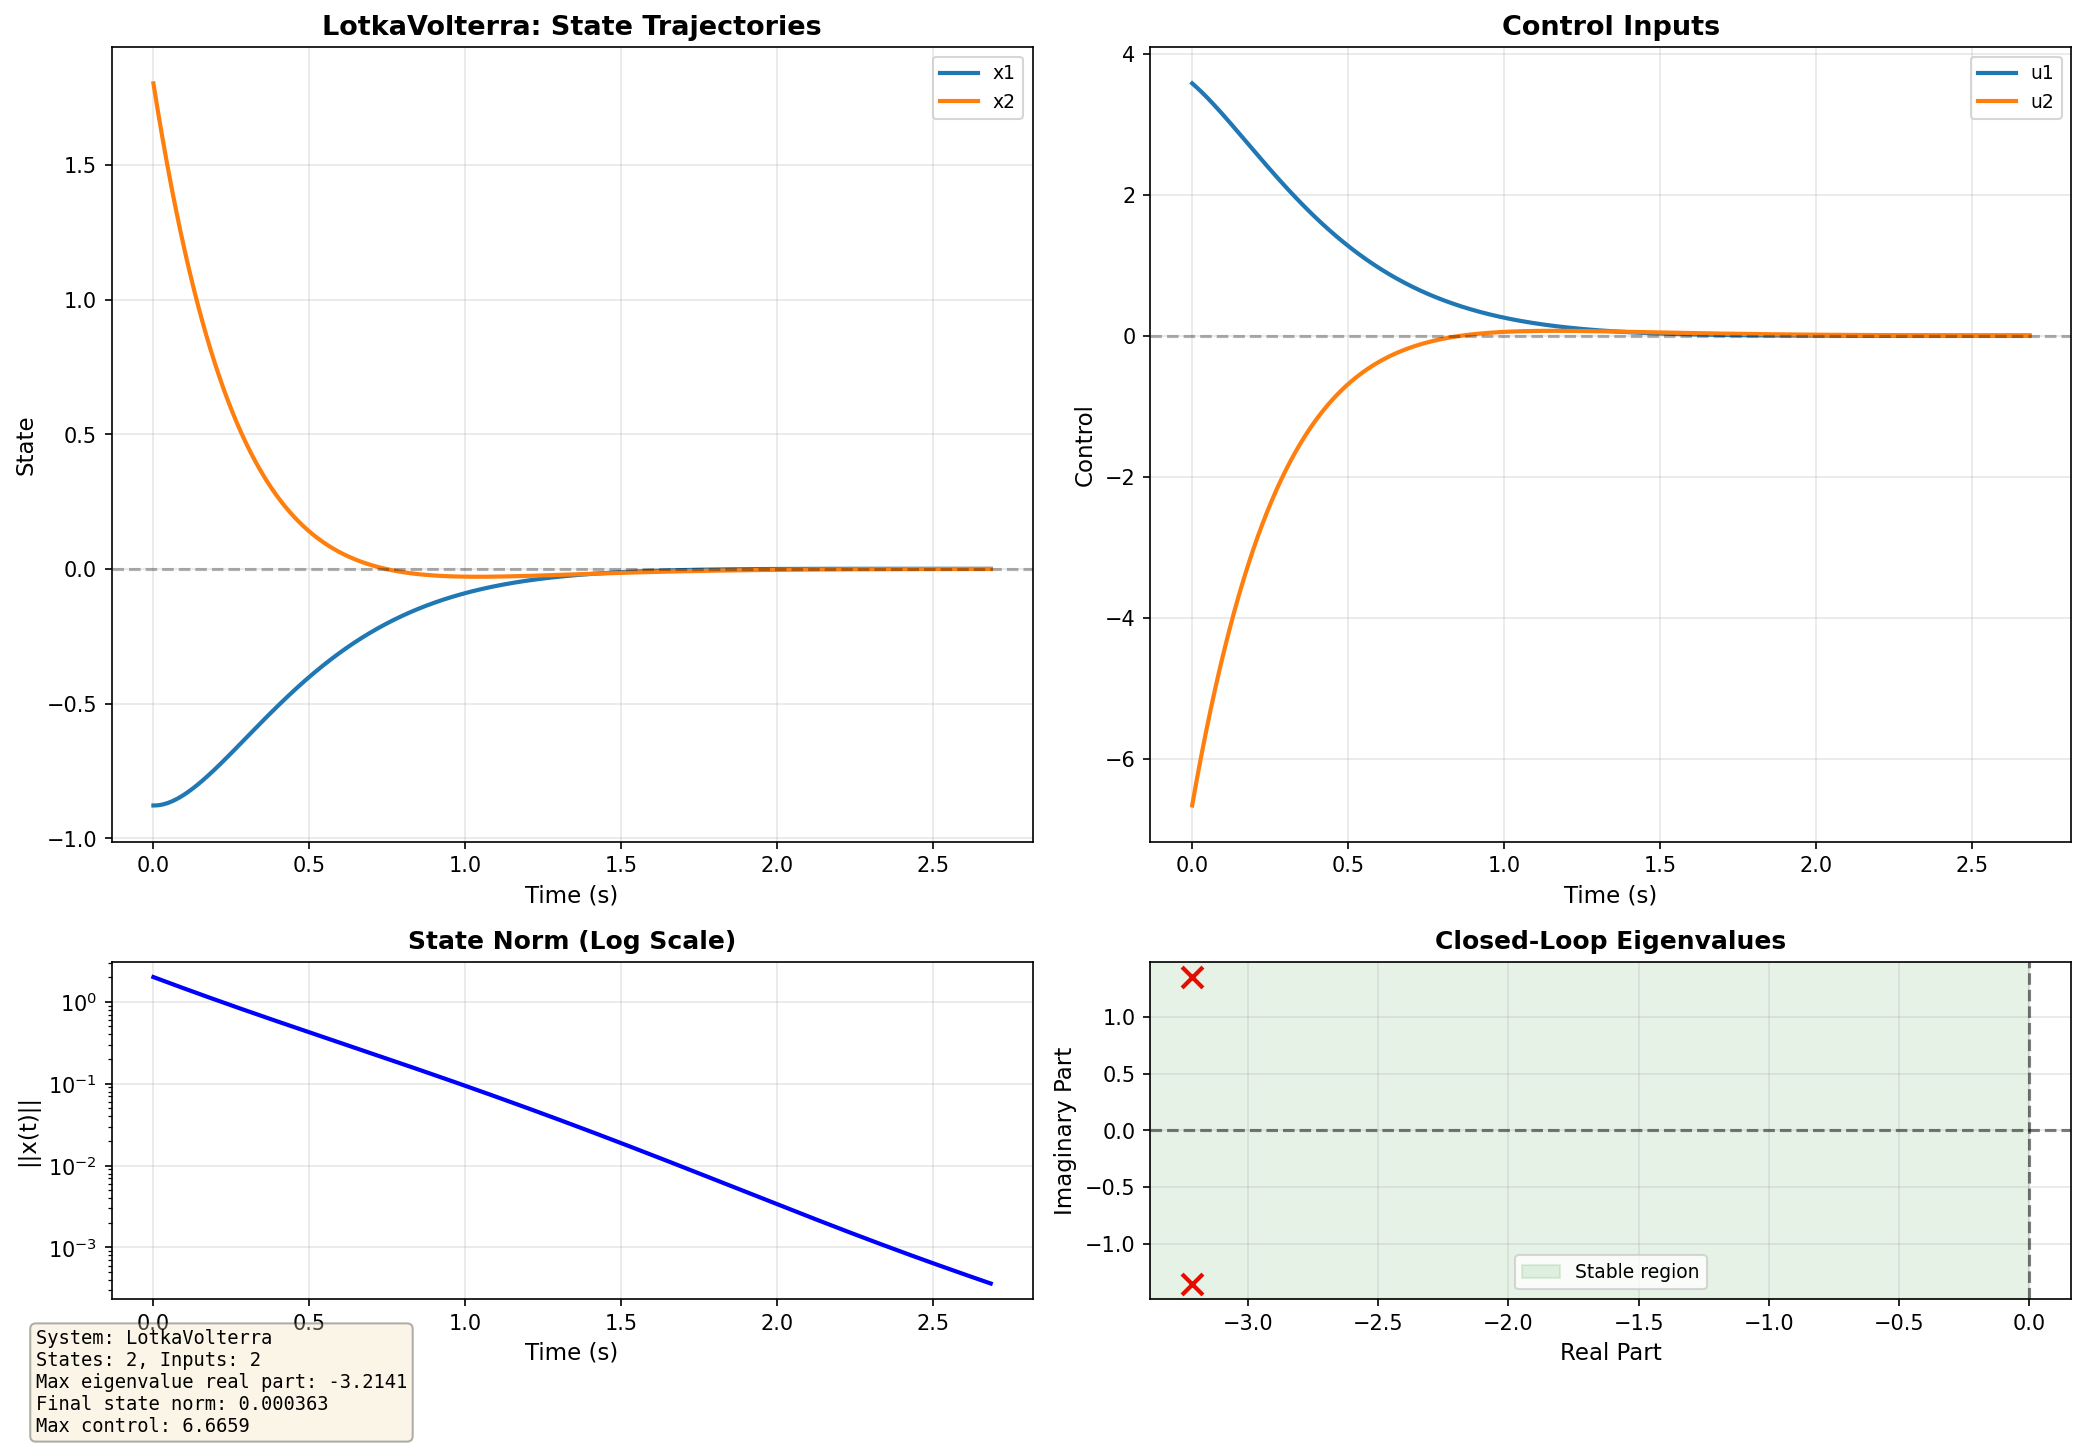 LotkaVolterra: State Trajectories
x1
x2
State
1.5
1.0
0.5
0.0
−0.5
−1.0
0.0 0.5 1.0 1.5 2.0 2.5
Time (s)
Control Inputs
u1
u2
Control
4
2
0
−2
−4
−6
0.0 0.5 1.0 1.5 2.0 2.5
Time (s)
State Norm (Log Scale)
||x(t)||
10⁰
10⁻¹
10⁻²
10⁻³
0.0 0.5 1.0 1.5 2.0 2.5
Time (s)
Closed-Loop Eigenvalues
Imaginary Part
1.0
0.5
0.0
−0.5
−1.0
Stable region
−3.0 −2.5 −2.0 −1.5 −1.0 −0.5 0.0
Real Part
System: LotkaVolterra
States: 2, Inputs: 2
Max eigenvalue real part: -3.2141
Final state norm: 0.000363
Max control: 6.6659